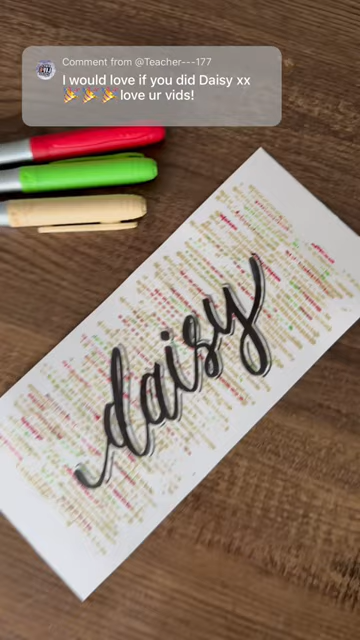 Comment from @Teacher---177
I would love if you did Daisy xx
🎉 🎉 🎉 love ur vids!
daisy